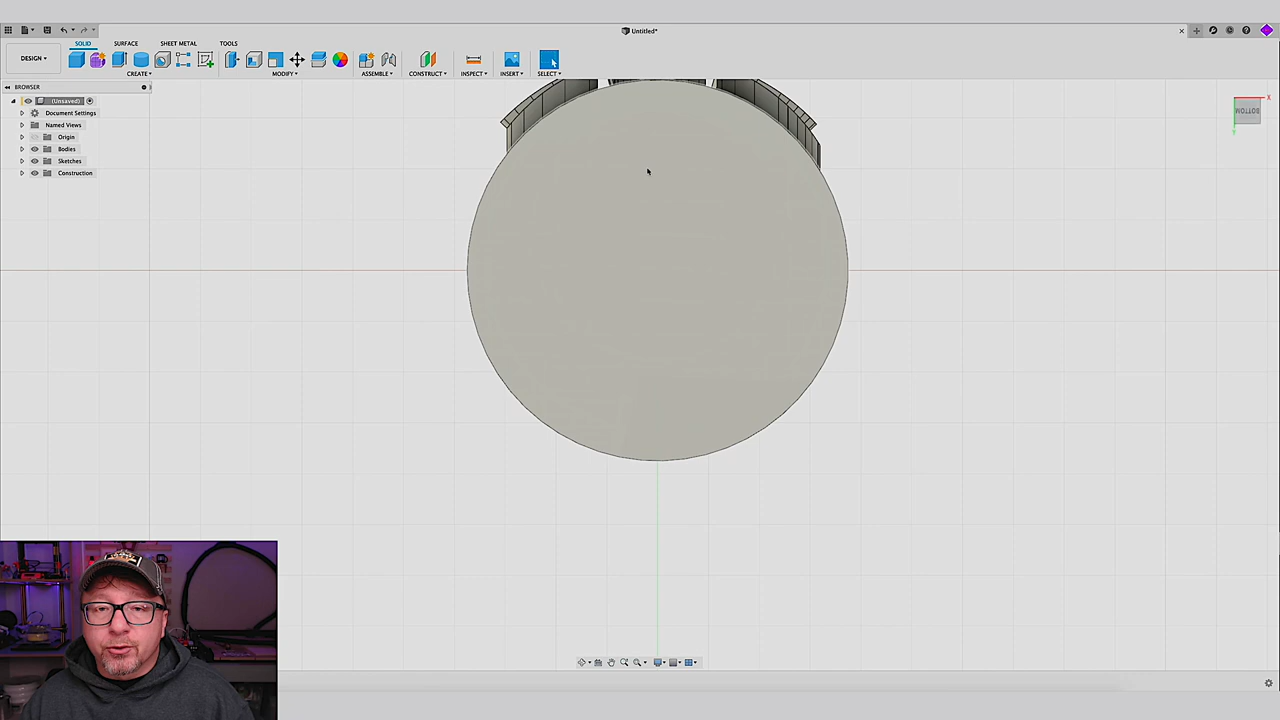 Untitled*
DESIGN
SOLID
SURFACE
SHEET METAL
TOOLS
CREATE
MODIFY
ASSEMBLE
CONSTRUCT
INSPECT
INSERT
SELECT
BROWSER
(Unsaved)
Document Settings
Named Views
Origin
Bodies
Sketches
Construction
X
BOTTOM
Y